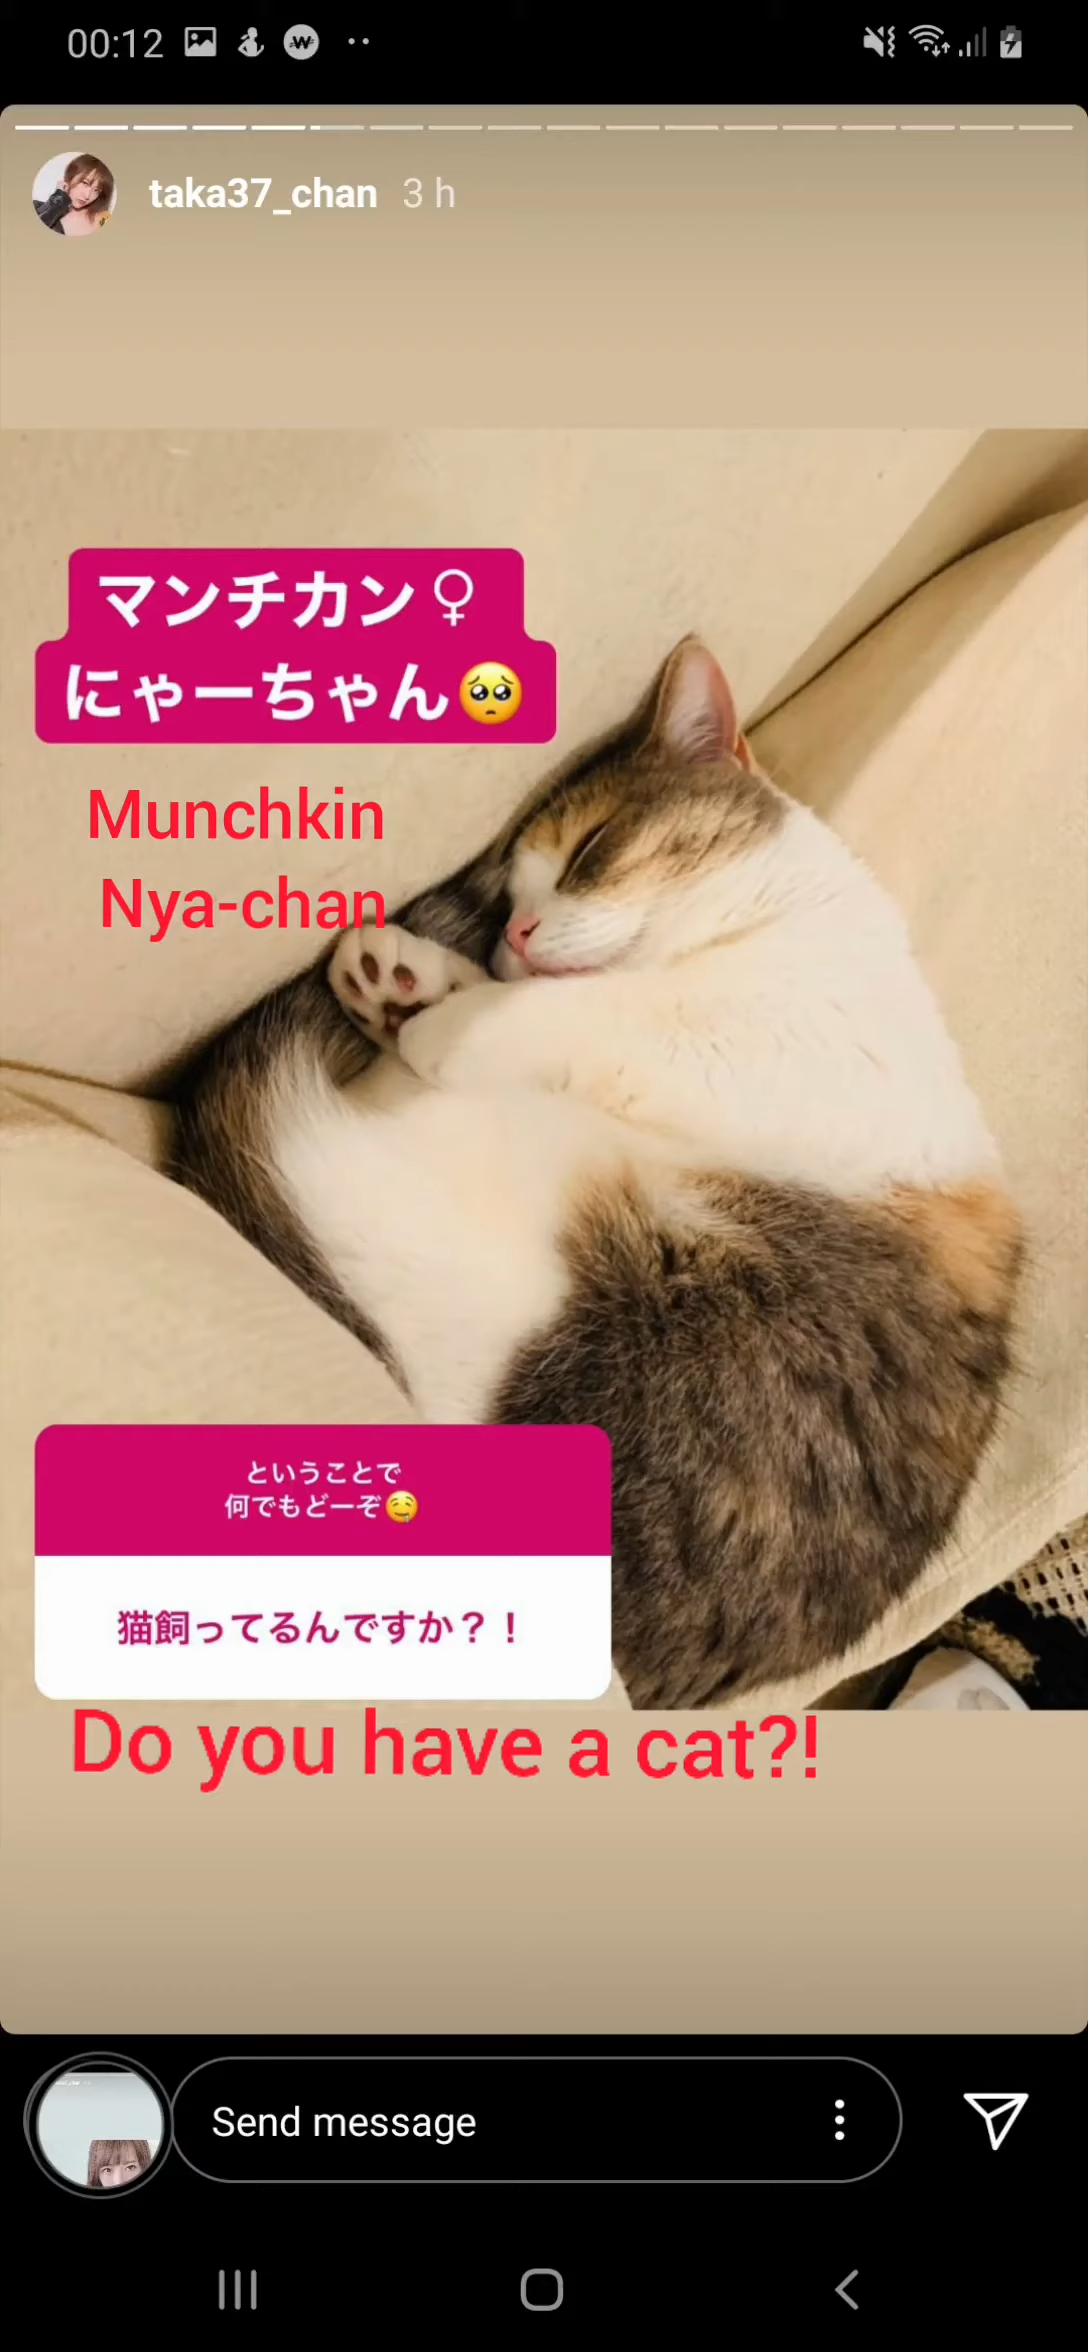 00:12
taka37_chan 3 h
マンチカン♀
にゃーちゃん🥺
Munchkin
Nya-chan
ということで
何でもどーぞ🤤
猫飼ってるんですか？！
Do you have a cat?!
Send message